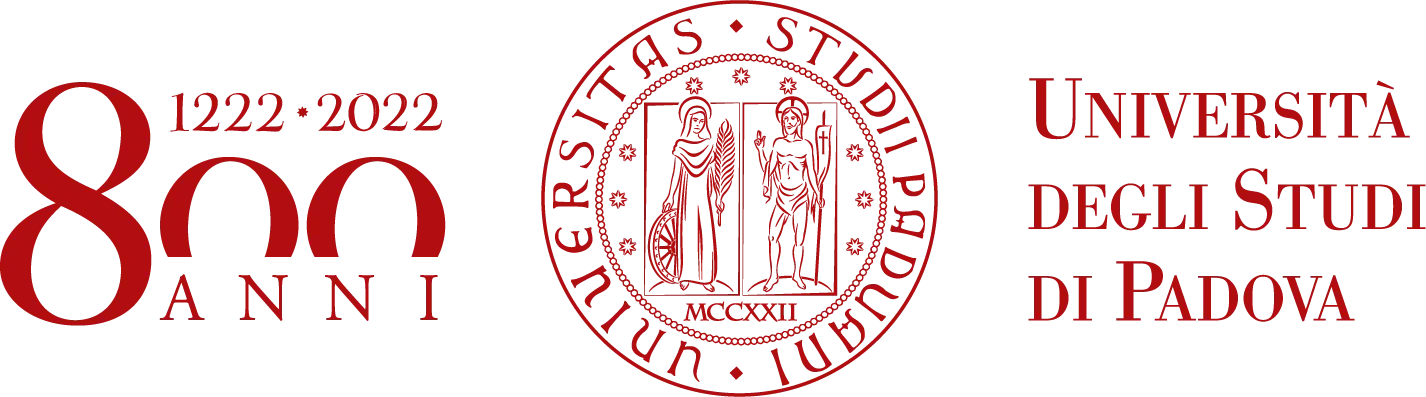 1222 • 2022
800
ANNI
UNIVERSITAS • STUDII PADUANI •
MCCXXII
UNIVERSITÀ
DEGLI STUDI
DI PADOVA